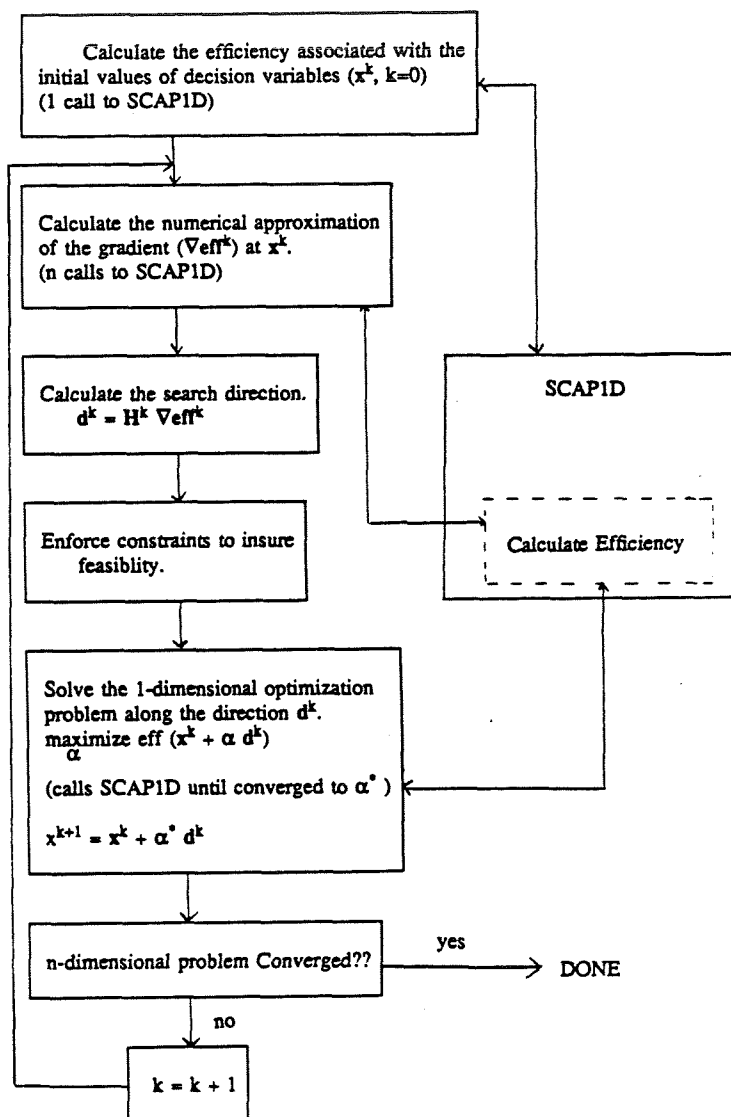 Calculate the efficiency associated with the
initial values of decision variables (x^k, k=0)
(1 call to SCAP1D)
Calculate the numerical approximation
of the gradient (∇eff^k) at x^k.
(n calls to SCAP1D)
Calculate the search direction.
d^k = H^k ∇eff^k
SCAP1D
Enforce constraints to insure
feasiblity.
Calculate Efficiency
Solve the 1-dimensional optimization
problem along the direction d^k.
maximize eff (x^k + α d^k)
α
(calls SCAP1D until converged to α* )
x^k+1 = x^k + α* d^k
n-dimensional problem Converged??
yes
DONE
no
k = k + 1